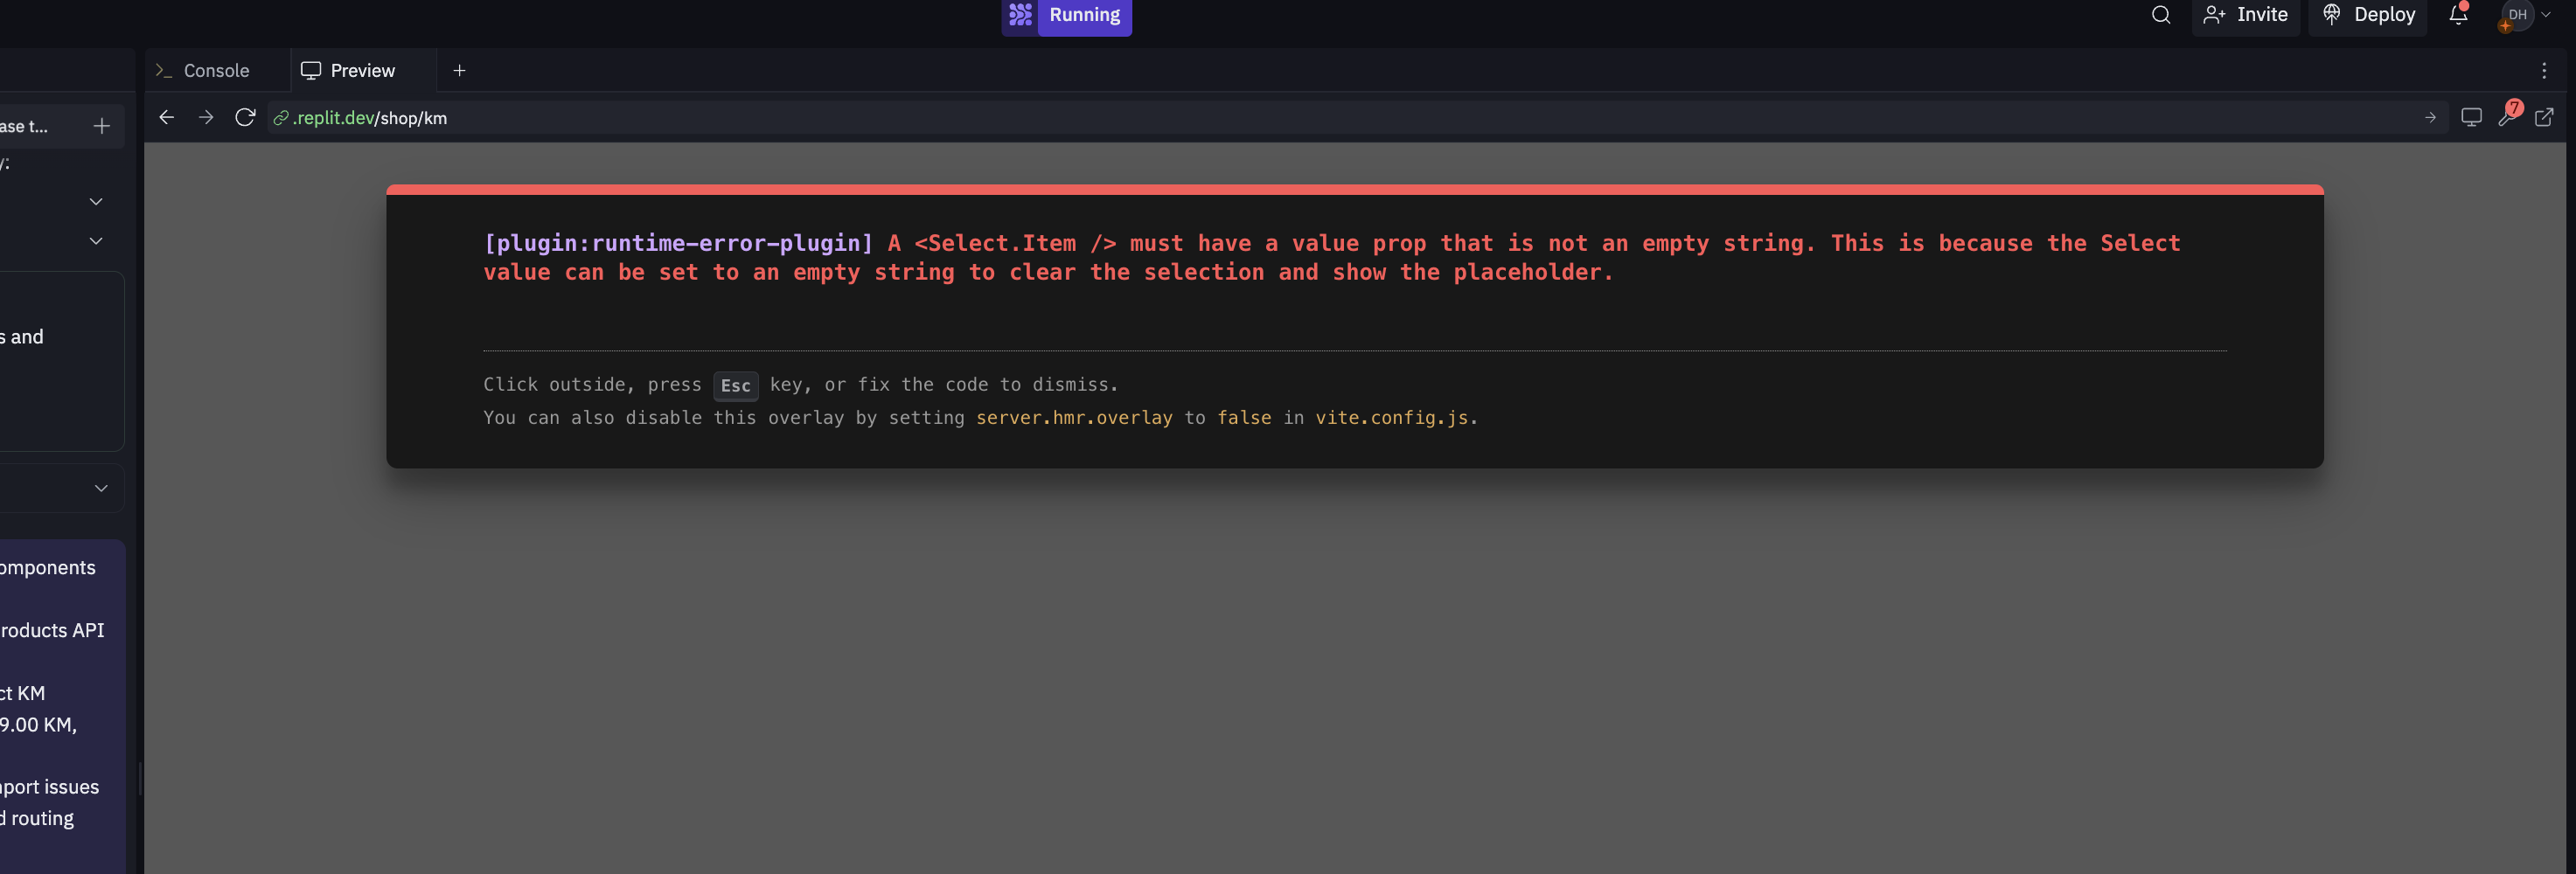 Running
Invite
Deploy
DH
Console
Preview
.replit.dev/shop/km
7
ase t...
y:
s and
omponents
roducts API
ct KM
9.00 KM,
port issues
d routing
[plugin:runtime-error-plugin] A <Select.Item /> must have a value prop that is not an empty string. This is because the Select
value can be set to an empty string to clear the selection and show the placeholder.
Click outside, press Esc key, or fix the code to dismiss.
You can also disable this overlay by setting server.hmr.overlay to false in vite.config.js.